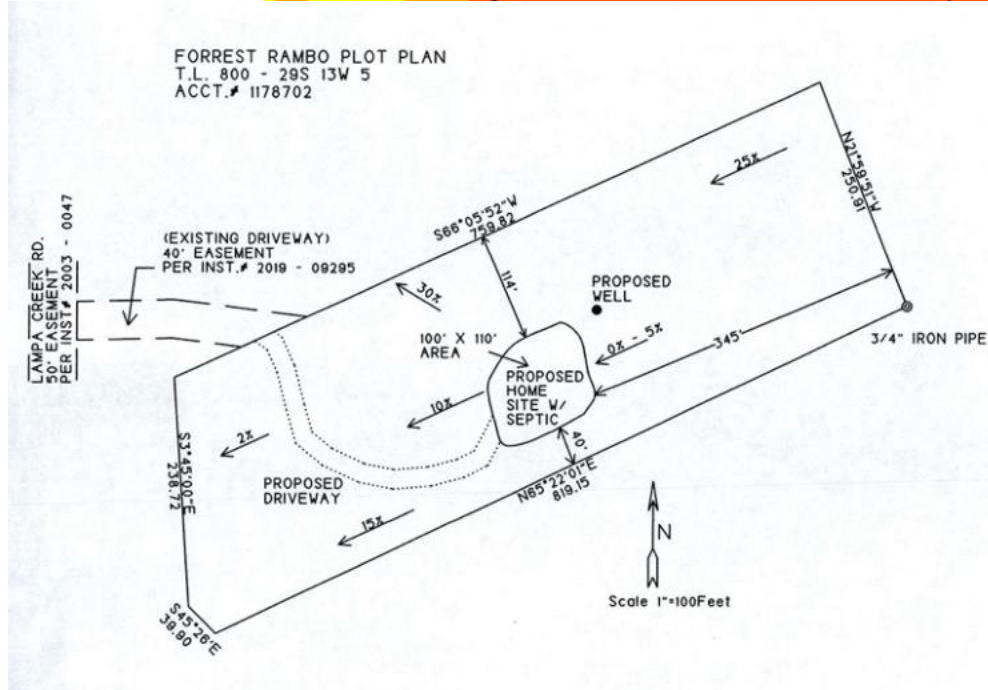 FORREST RAMBO PLOT PLAN
T.L. 800 - 29S 13W 5
ACCT.# 1178702
25%
N21°59'51"W
250.91
S66°05'52"W
759.82
LAMPA CREEK RD.
50' EASEMENT
PER INST# 2003 - 0047
(EXISTING DRIVEWAY)
40' EASEMENT
PER INST.# 2019 - 09295
30%
114'
PROPOSED
WELL
0% - 5%
345'
3/4" IRON PIPE
100' X 110'
AREA
PROPOSED
HOME
SITE W/
SEPTIC
10%
2%
40'
S3°45'00"E
238.72
PROPOSED
DRIVEWAY
N65°22'01"E
819.15
15%
N
Scale 1"=100Feet
S45°26'E
39.90